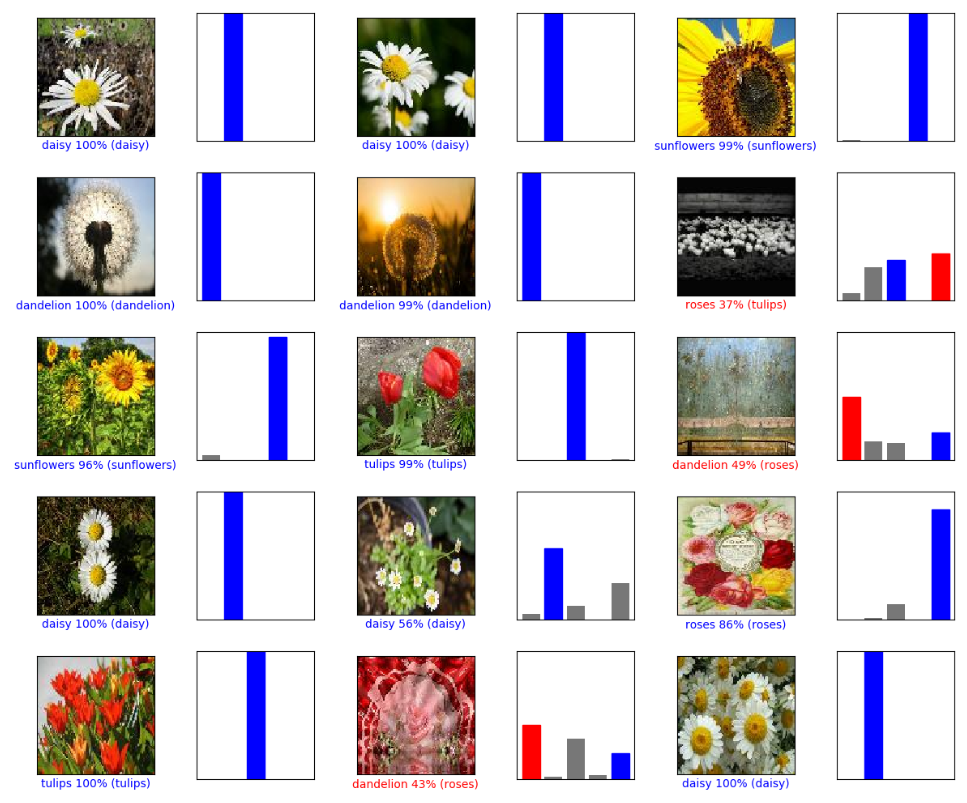 daisy 100% (daisy)
daisy 100% (daisy)
sunflowers 99% (sunflowers)
dandelion 100% (dandelion)
dandelion 99% (dandelion)
roses 37% (tulips)
sunflowers 96% (sunflowers)
tulips 99% (tulips)
dandelion 49% (roses)
daisy 100% (daisy)
daisy 56% (daisy)
roses 86% (roses)
tulips 100% (tulips)
dandelion 43% (roses)
daisy 100% (daisy)